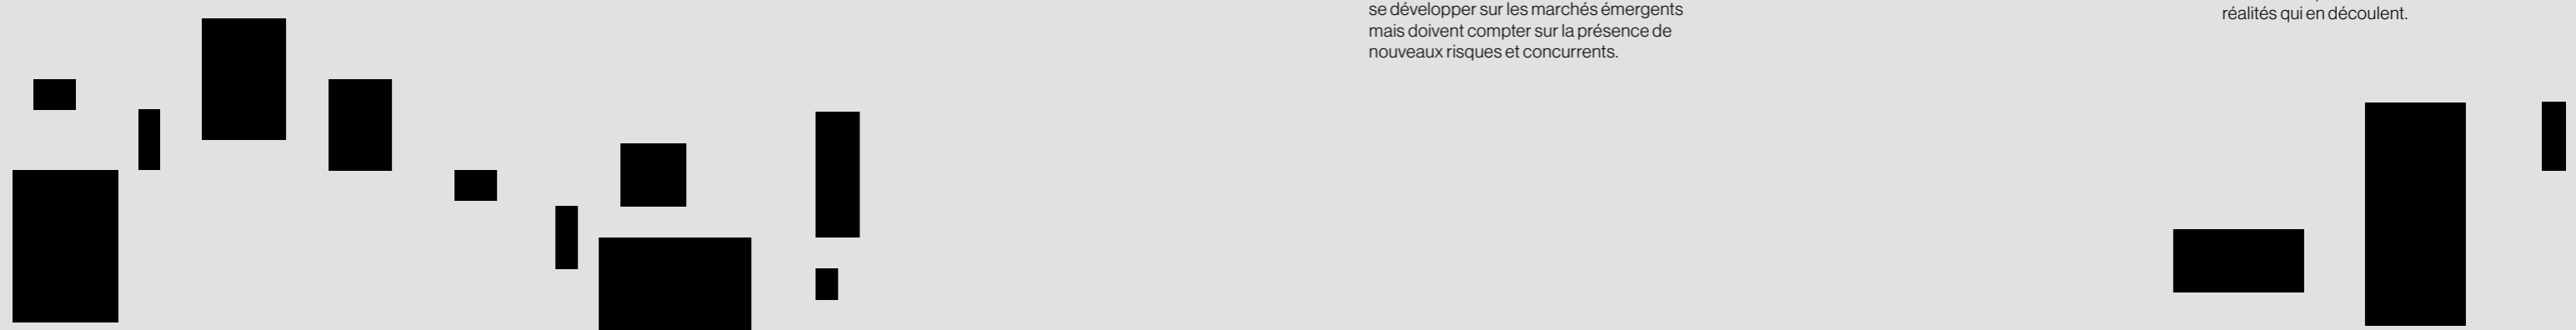 se développer sur les marchés émergents
mais doivent compter sur la présence de
nouveaux risques et concurrents.
réalités qui en découlent.